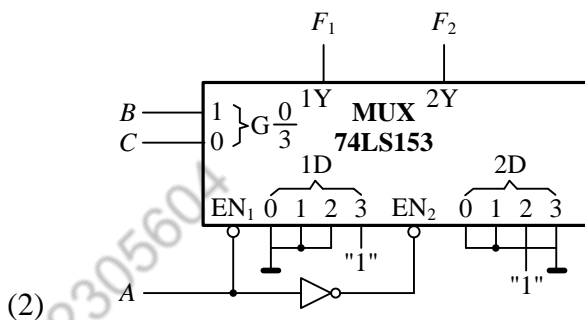 F₁ F₂
1Y 2Y
B 1
C 0
G 0/3
MUX
74LS153
1D 2D
EN₁ 0 1 2 3 EN₂ 0 1 2 3
"1"
"1"
A
(2)
2305604